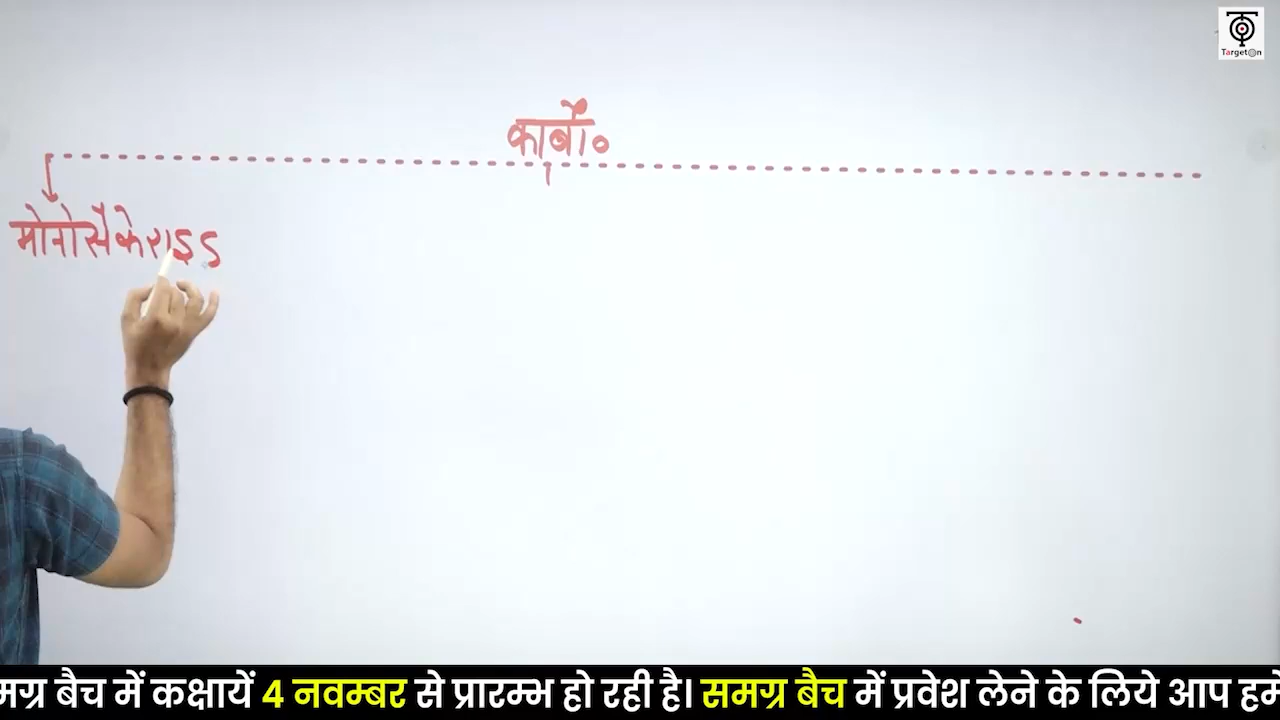 Target
कार्बो०
मोनोसैकेराइड
मग्र बैच में कक्षायें 4 नवम्बर से प्रारम्भ हो रही है। समग्र बैच में प्रवेश लेने के लिये आप हमे